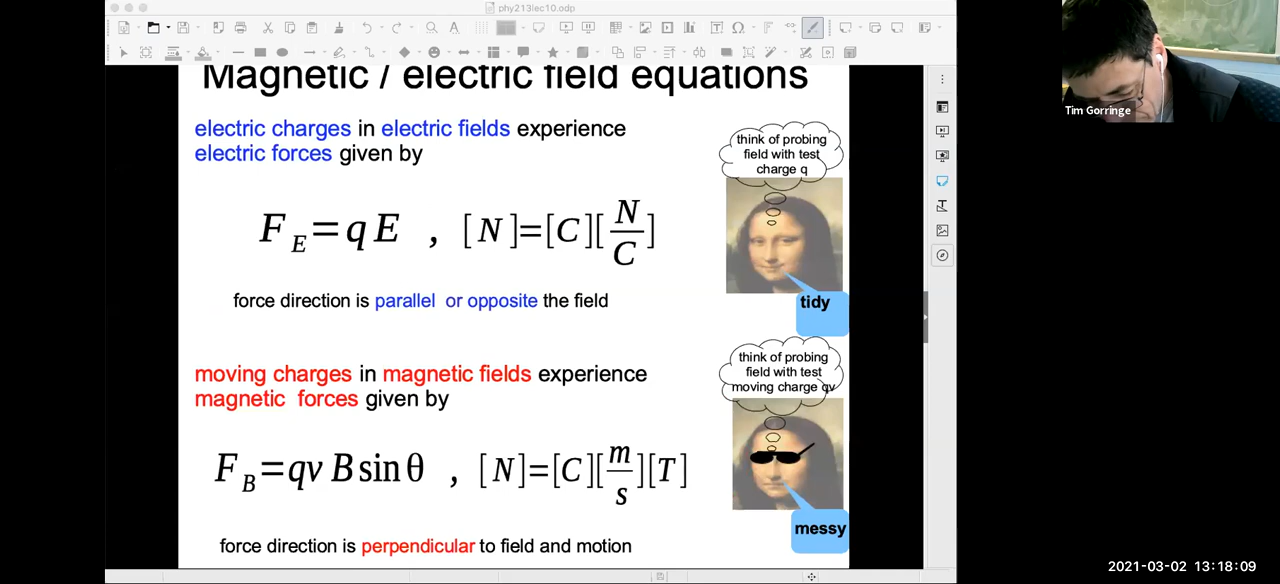 phy213lec10.odp
Magnetic / electric field equations
electric charges in electric fields experience
electric forces given by
F_E = q E , [N]=[C][N/C]
force direction is parallel or opposite the field
think of probing
field with test
charge q
tidy
moving charges in magnetic fields experience
magnetic forces given by
F_B = qv B sin θ , [N]=[C][m/s][T]
force direction is perpendicular to field and motion
think of probing
field with test
moving charge qv
messy
Tim Gorringe
2021-03-02 13:18:09